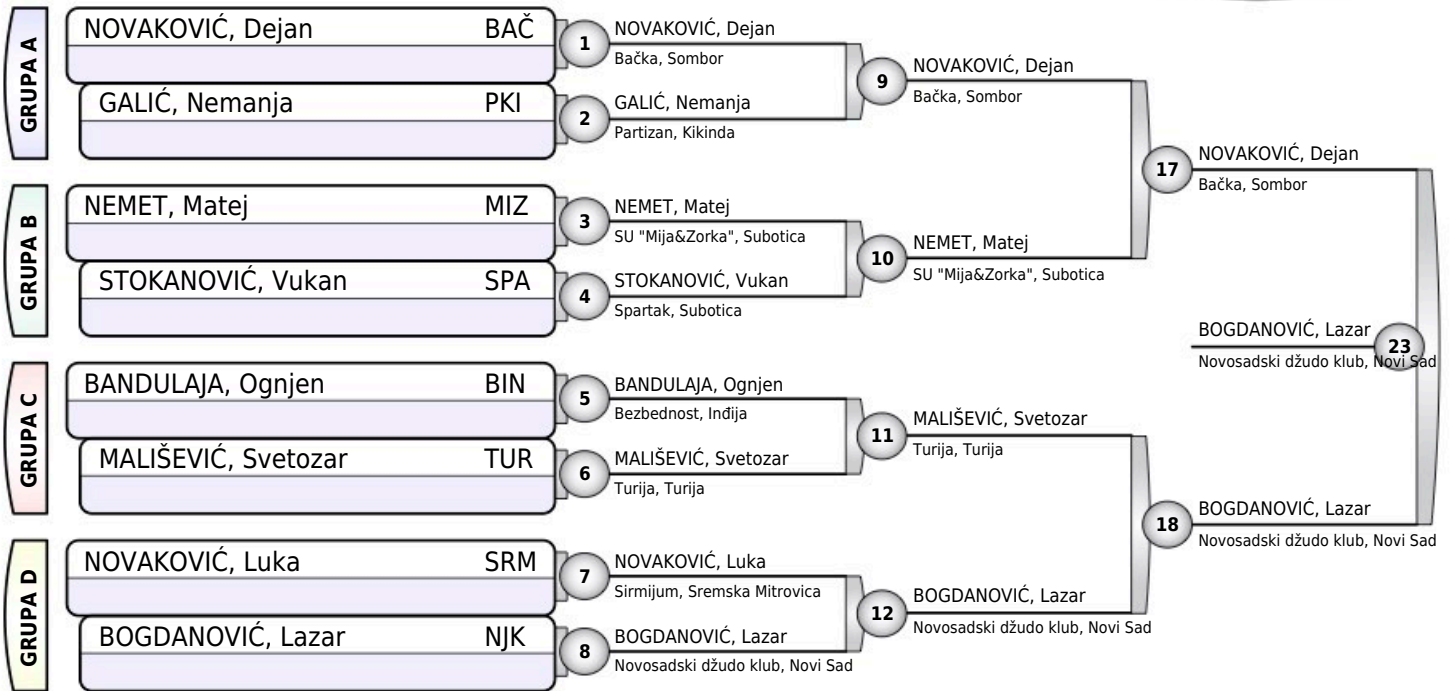 GRUPA A
NOVAKOVIĆ, Dejan BAČ
GALIĆ, Nemanja PKI
1
NOVAKOVIĆ, Dejan
Bačka, Sombor
2
GALIĆ, Nemanja
Partizan, Kikinda
9
NOVAKOVIĆ, Dejan
Bačka, Sombor
GRUPA B
NEMET, Matej MIZ
STOKANOVIĆ, Vukan SPA
3
NEMET, Matej
SU "Mija&Zorka", Subotica
4
STOKANOVIĆ, Vukan
Spartak, Subotica
10
NEMET, Matej
SU "Mija&Zorka", Subotica
17
NOVAKOVIĆ, Dejan
Bačka, Sombor
GRUPA C
BANDULAJA, Ognjen BIN
MALIŠEVIĆ, Svetozar TUR
5
BANDULAJA, Ognjen
Bezbednost, Inđija
6
MALIŠEVIĆ, Svetozar
Turija, Turija
11
MALIŠEVIĆ, Svetozar
Turija, Turija
GRUPA D
NOVAKOVIĆ, Luka SRM
BOGDANOVIĆ, Lazar NJK
7
NOVAKOVIĆ, Luka
Sirmijum, Sremska Mitrovica
8
BOGDANOVIĆ, Lazar
Novosadski džudo klub, Novi Sad
12
BOGDANOVIĆ, Lazar
Novosadski džudo klub, Novi Sad
18
BOGDANOVIĆ, Lazar
Novosadski džudo klub, Novi Sad
23
BOGDANOVIĆ, Lazar
Novosadski džudo klub, Novi Sad